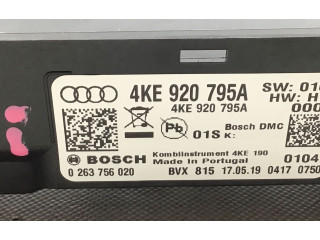 4KE 920 795A SW: 01
4KE 920 795A HW: H
000
Pb 01S Bosch DMC
BOSCH Kombiinstrument 4KE 190 0104
Made in Portugal
0 263 756 020 BVX 815 17.05.19 0417 0750